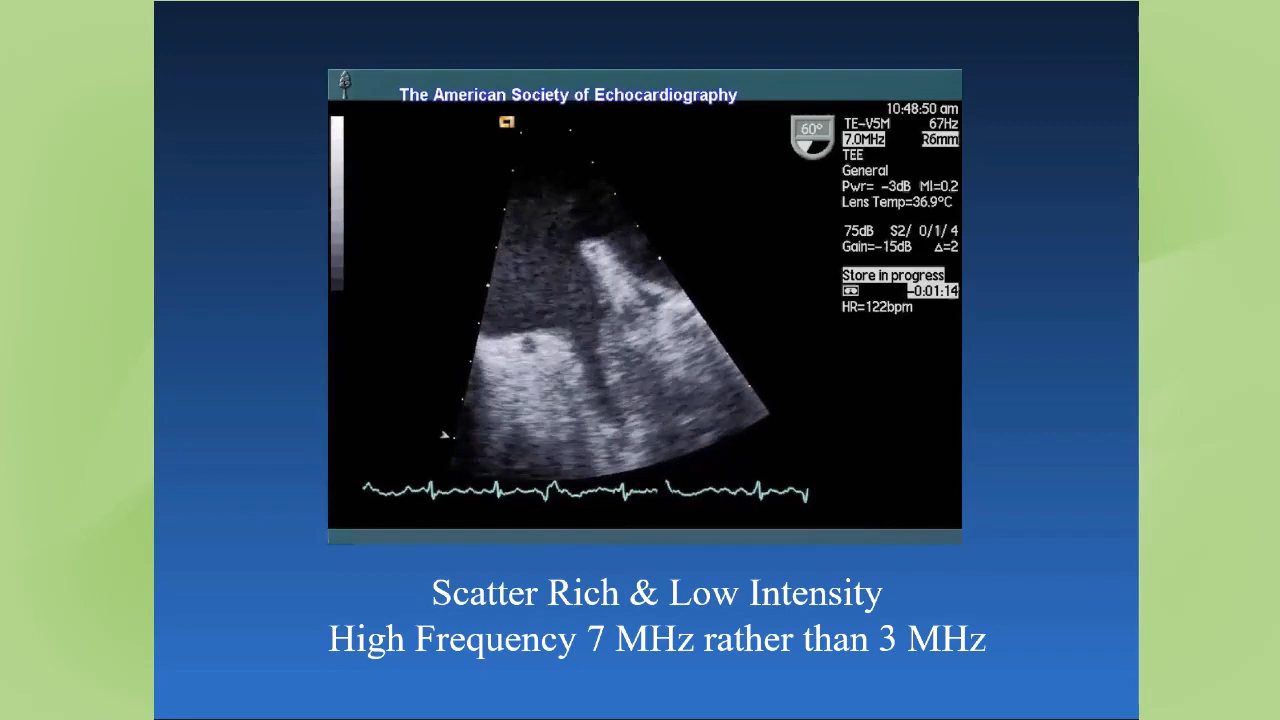 The American Society of Echocardiography
10:48:50 am
60°
TE-V5M 67Hz
7.0MHz R6mm
TEE
General
Pwr= -3dB MI=0.2
Lens Temp=36.9°C
75dB S2/ 0/1/4
Gain=-15dB Δ=2
Store in progress
-0:01:14
HR=122bpm
Scatter Rich & Low Intensity
High Frequency 7 MHz rather than 3 MHz